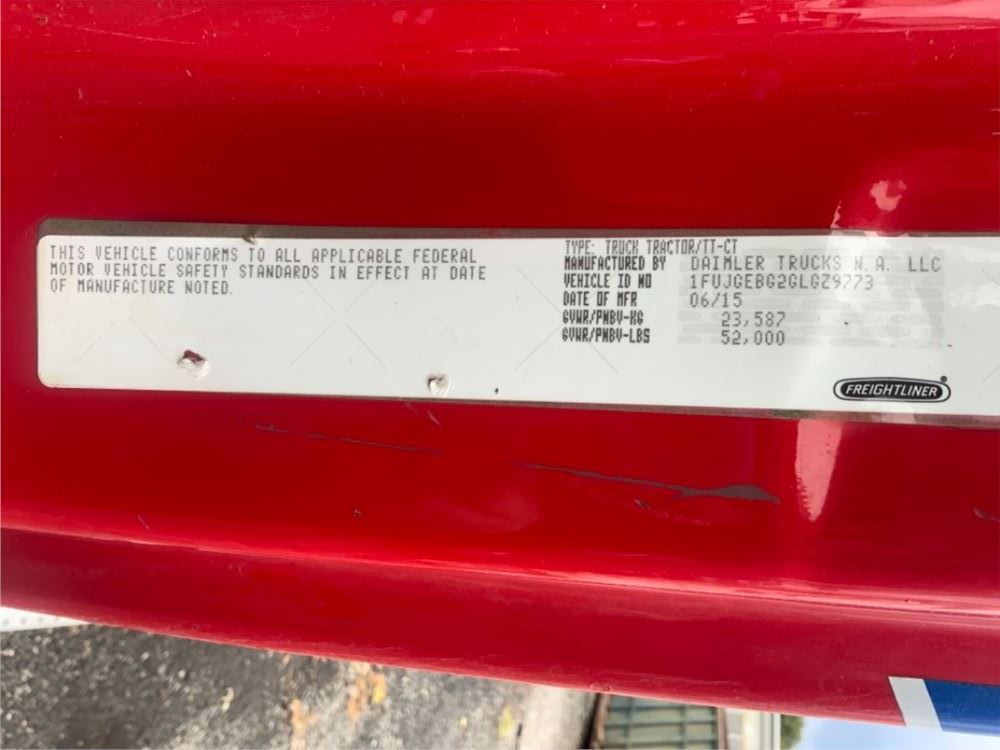 THIS VEHICLE CONFORMS TO ALL APPLICABLE FEDERAL
MOTOR VEHICLE SAFETY STANDARDS IN EFFECT AT DATE
OF MANUFACTURE NOTED.
TYPE: TRUCK TRACTOR/TT-CT
MANUFACTURED BY DAIMLER TRUCKS N.A. LLC
VEHICLE ID NO 1FUJGEBG2GLGZ9773
DATE OF MFR 06/15
GVWR/PNBV-KG 23,587
GVWR/PNBV-LBS 52,000
FREIGHTLINER®